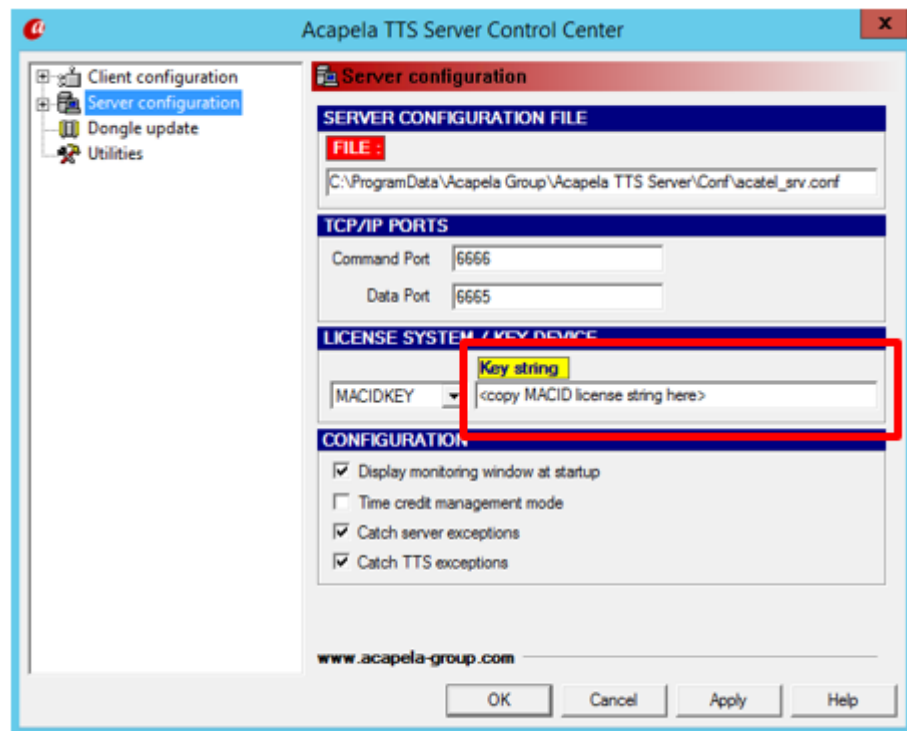 Acapela TTS Server Control Center
x
Client configuration
Server configuration
Dongle update
Utilities
Server configuration
SERVER CONFIGURATION FILE
FILE :
C:\ProgramData\Acapela Group\Acapela TTS Server\Conf\acatel_srv.conf
TCP/IP PORTS
Command Port 6666
Data Port 6665
LICENSE SYSTEM / KEY DEVICE
Key string
MACIDKEY <copy MACID license string here>
CONFIGURATION
Display monitoring window at startup
Time credit management mode
Catch server exceptions
Catch TTS exceptions
www.acapela-group.com
OK Cancel Apply Help